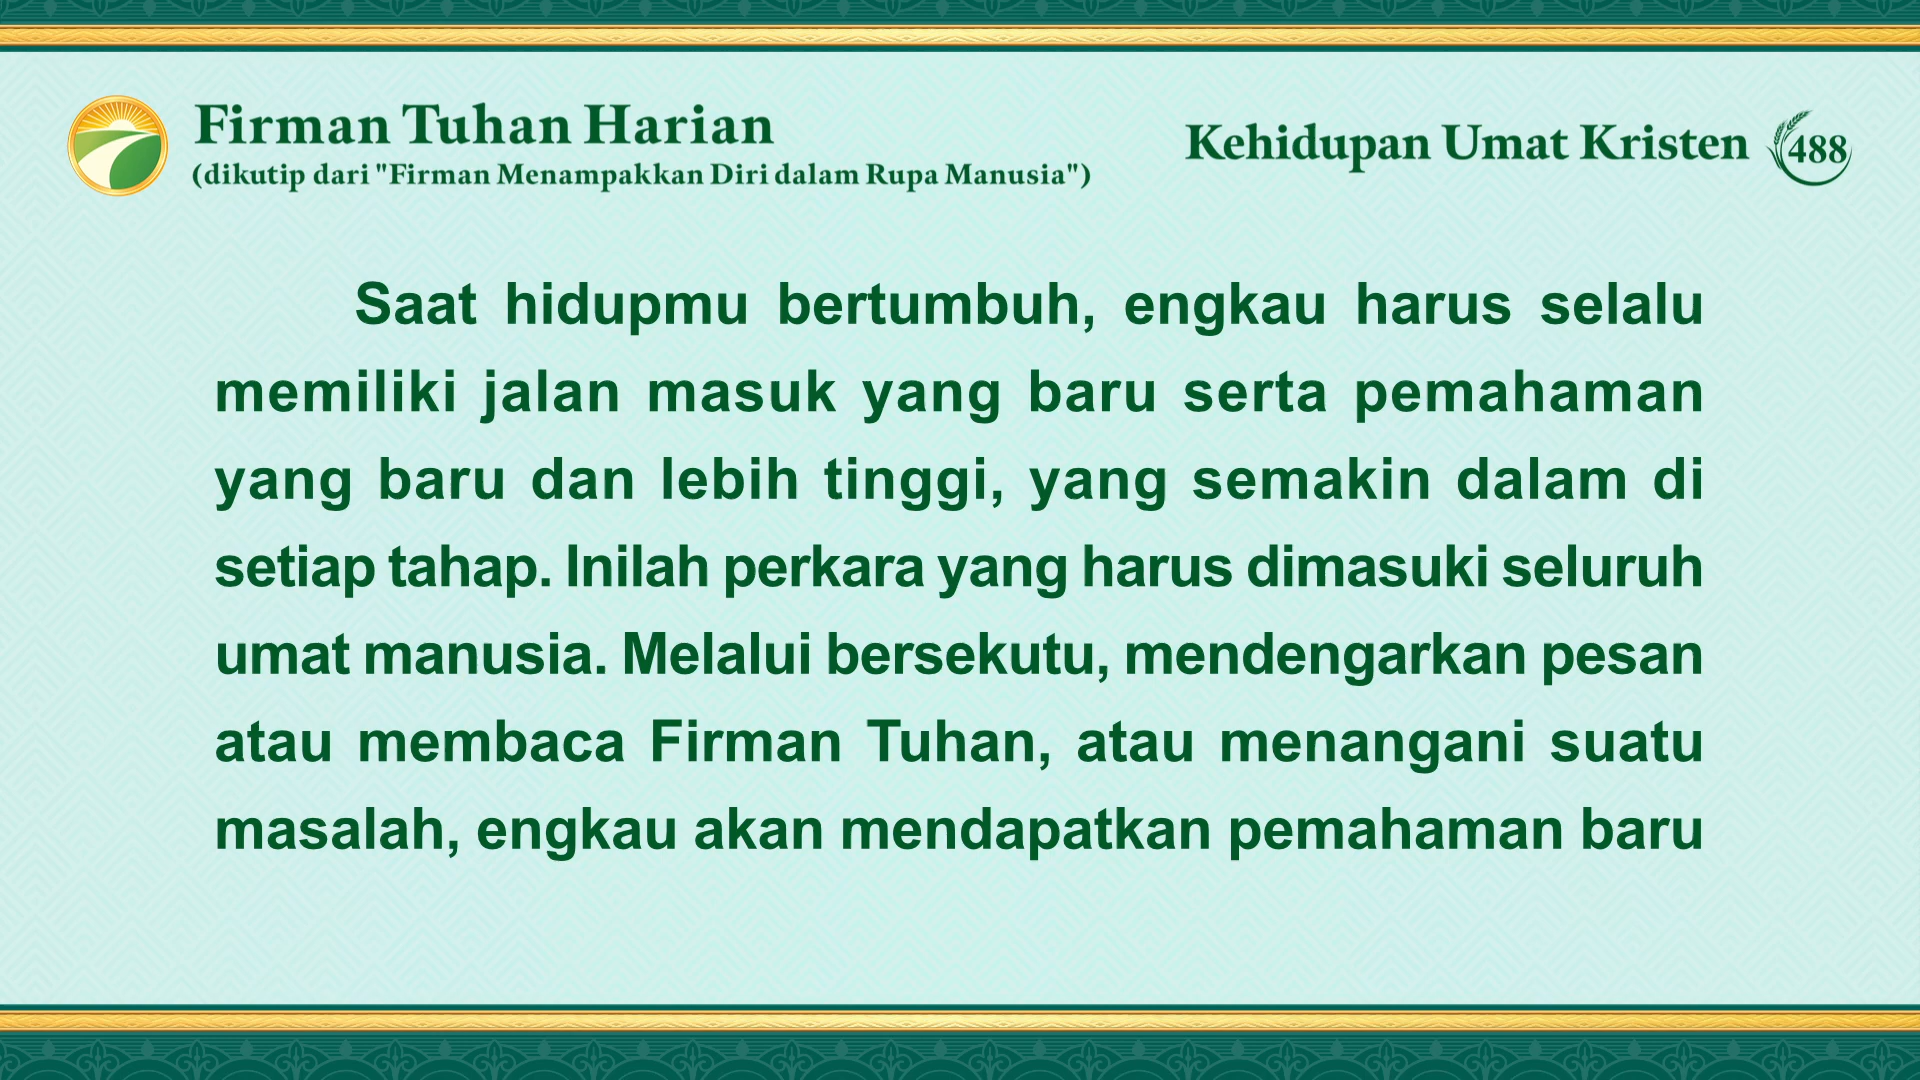 Firman Tuhan Harian
(dikutip dari "Firman Menampakkan Diri dalam Rupa Manusia")
Kehidupan Umat Kristen 488
Saat hidupmu bertumbuh, engkau harus selalu
memiliki jalan masuk yang baru serta pemahaman
yang baru dan lebih tinggi, yang semakin dalam di
setiap tahap. Inilah perkara yang harus dimasuki seluruh
umat manusia. Melalui bersekutu, mendengarkan pesan
atau membaca Firman Tuhan, atau menangani suatu
masalah, engkau akan mendapatkan pemahaman baru